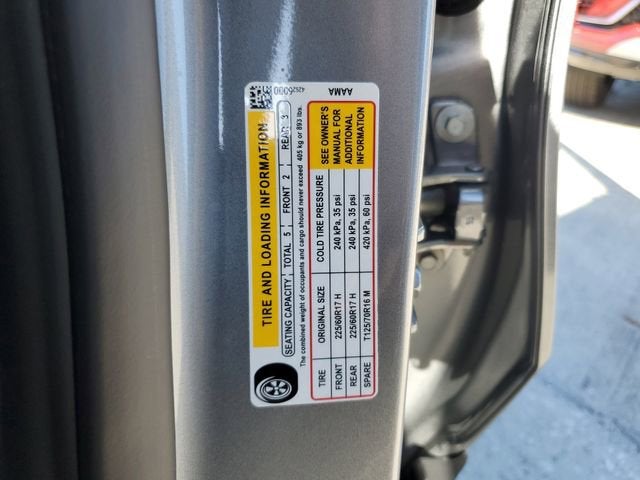 TIRE AND LOADING INFORMATION
SEATING CAPACITY TOTAL 5 FRONT 2 REAR 3
The combined weight of occupants and cargo should never exceed 405 kg or 893 lbs.
TIRE ORIGINAL SIZE COLD TIRE PRESSURE
FRONT 225/60R17 H 240 kPa, 35 psi
REAR 225/60R17 H 240 kPa, 35 psi
SPARE T125/70R16 M 420 kPa, 60 psi
SEE OWNER'S
MANUAL FOR
ADDITIONAL
INFORMATION
42626000
AAMA